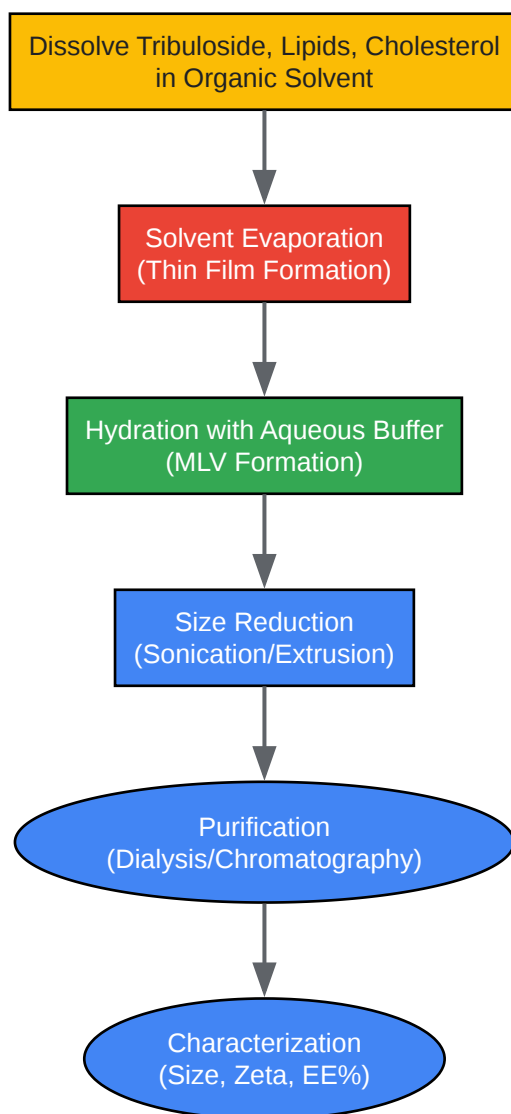 Dissolve Tribuloside, Lipids, Cholesterol
in Organic Solvent
Solvent Evaporation
(Thin Film Formation)
Hydration with Aqueous Buffer
(MLV Formation)
Size Reduction
(Sonication/Extrusion)
Purification
(Dialysis/Chromatography)
Characterization
(Size, Zeta, EE%)